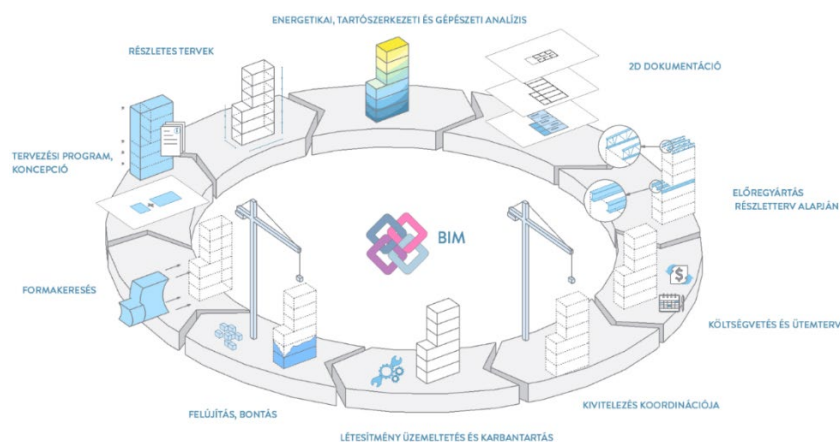 ENERGETIKAI, TARTÓSZERKEZETI ÉS GÉPÉSZETI ANALÍZIS
RÉSZLETES TERVEK
2D DOKUMENTÁCIÓ
TERVEZÉSI PROGRAM,
KONCEPCIÓ
ELŐREGYÁRTÁS
RÉSZLETTERV ALAPJÁN
BIM
FORMAKERESÉS
$
KÖLTSÉGVETÉS ÉS ÜTEMTERV
KIVITELEZÉS KOORDINÁCIÓJA
FELÚJÍTÁS, BONTÁS
LÉTESÍTMÉNY ÜZEMELTETÉS ÉS KARBANTARTÁS